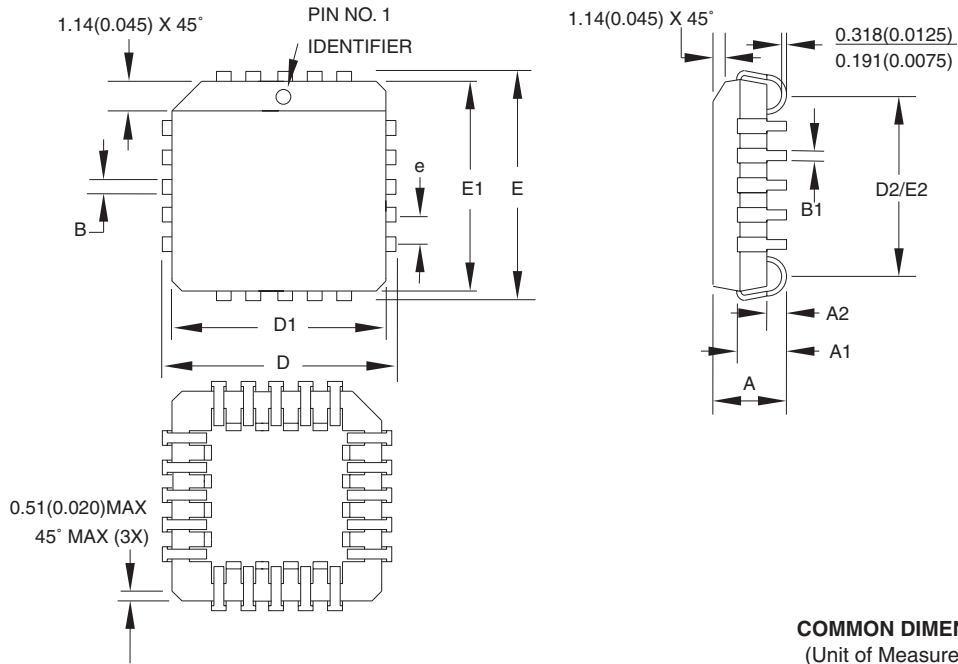 1.14(0.045) X 45˚
PIN NO. 1
IDENTIFIER
1.14(0.045) X 45˚
0.318(0.0125)
0.191(0.0075)
e
E1
E
B
B1
D2/E2
D1
D
A2
A1
A
0.51(0.020)MAX
45˚ MAX (3X)
COMMON DIMEN
(Unit of Measure